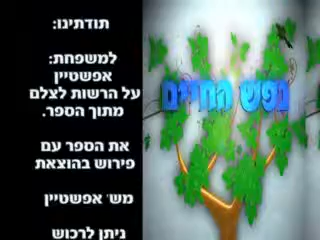 תודתינו:
למשפחת:
אפשטיין
על הרשות לצלם
מתוך הספר.
את הספר עם
פירוש בהוצאת
מש' אפשטיין
ניתן לרכוש
נפש החיים